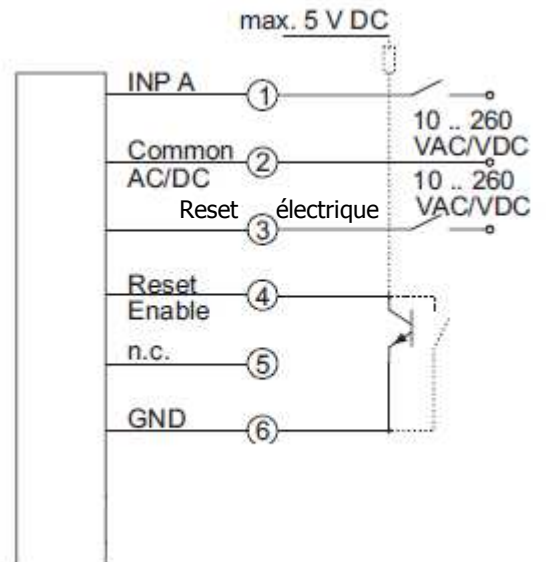 max. 5 V DC
INP A
1
10 .. 260
VAC/VDC
Common
AC/DC
2
10 .. 260
VAC/VDC
Reset électrique
3
Reset
Enable
4
n.c.
5
GND
6